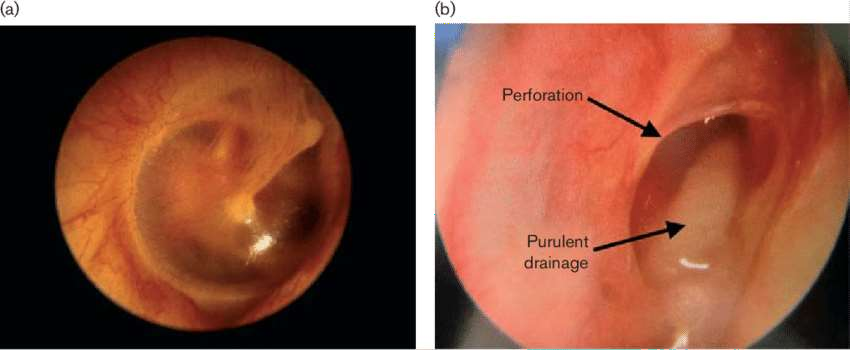 (a)
(b)
Perforation
Purulent
drainage